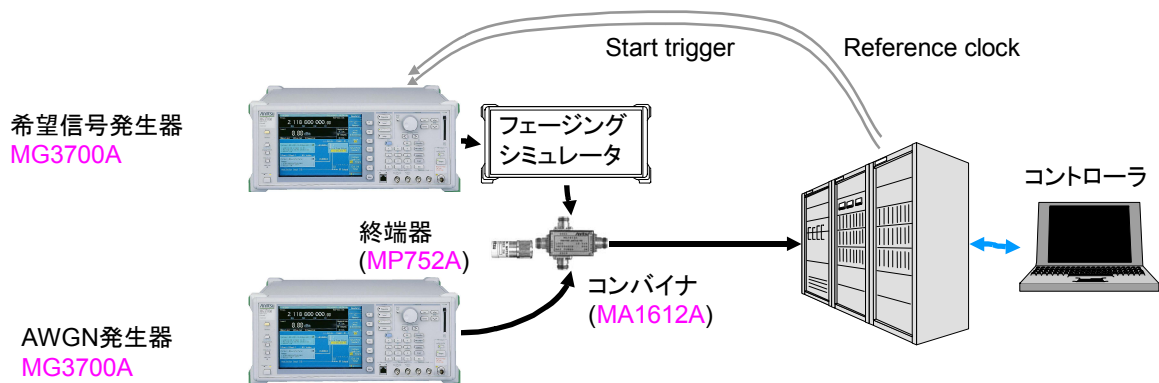 Start trigger
Reference clock
希望信号発生器
MG3700A
フェージング
シミュレータ
コントローラ
終端器
(MP752A)
コンバイナ
(MA1612A)
AWGN発生器
MG3700A